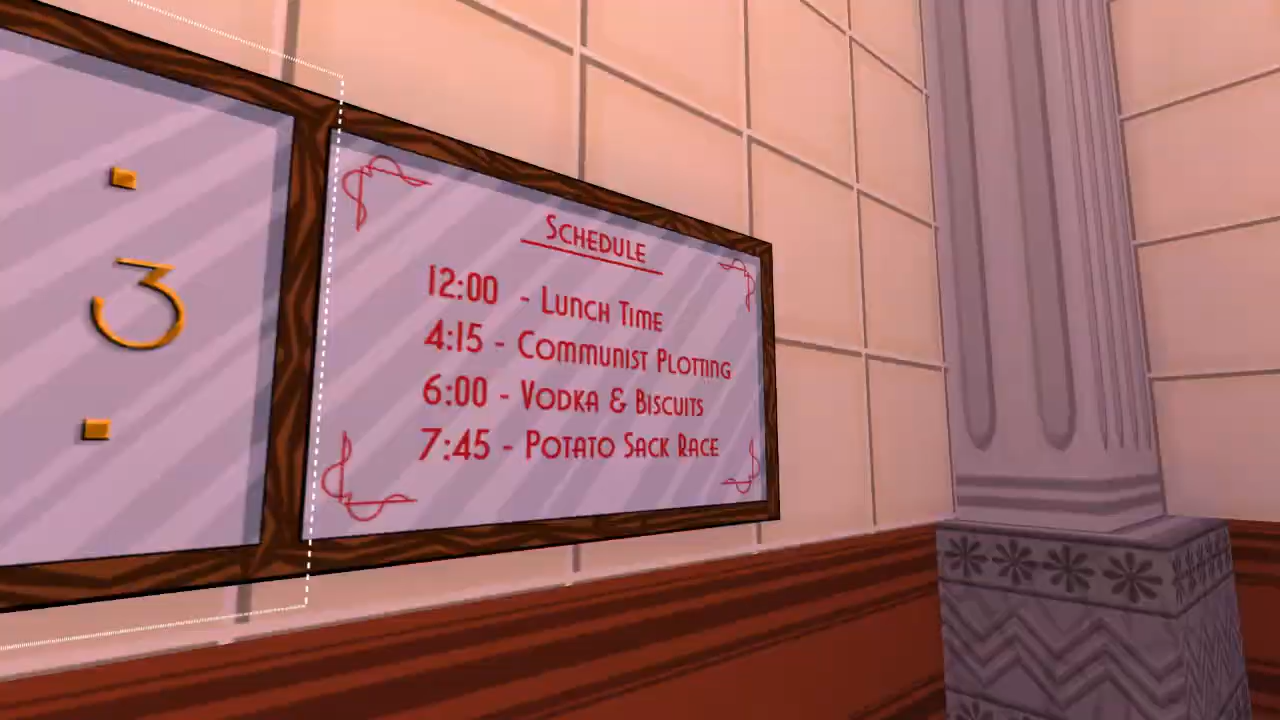 3
Schedule
12:00 - Lunch Time
4:15 - Communist Plotting
6:00 - Vodka & Biscuits
7:45 - Potato Sack Race